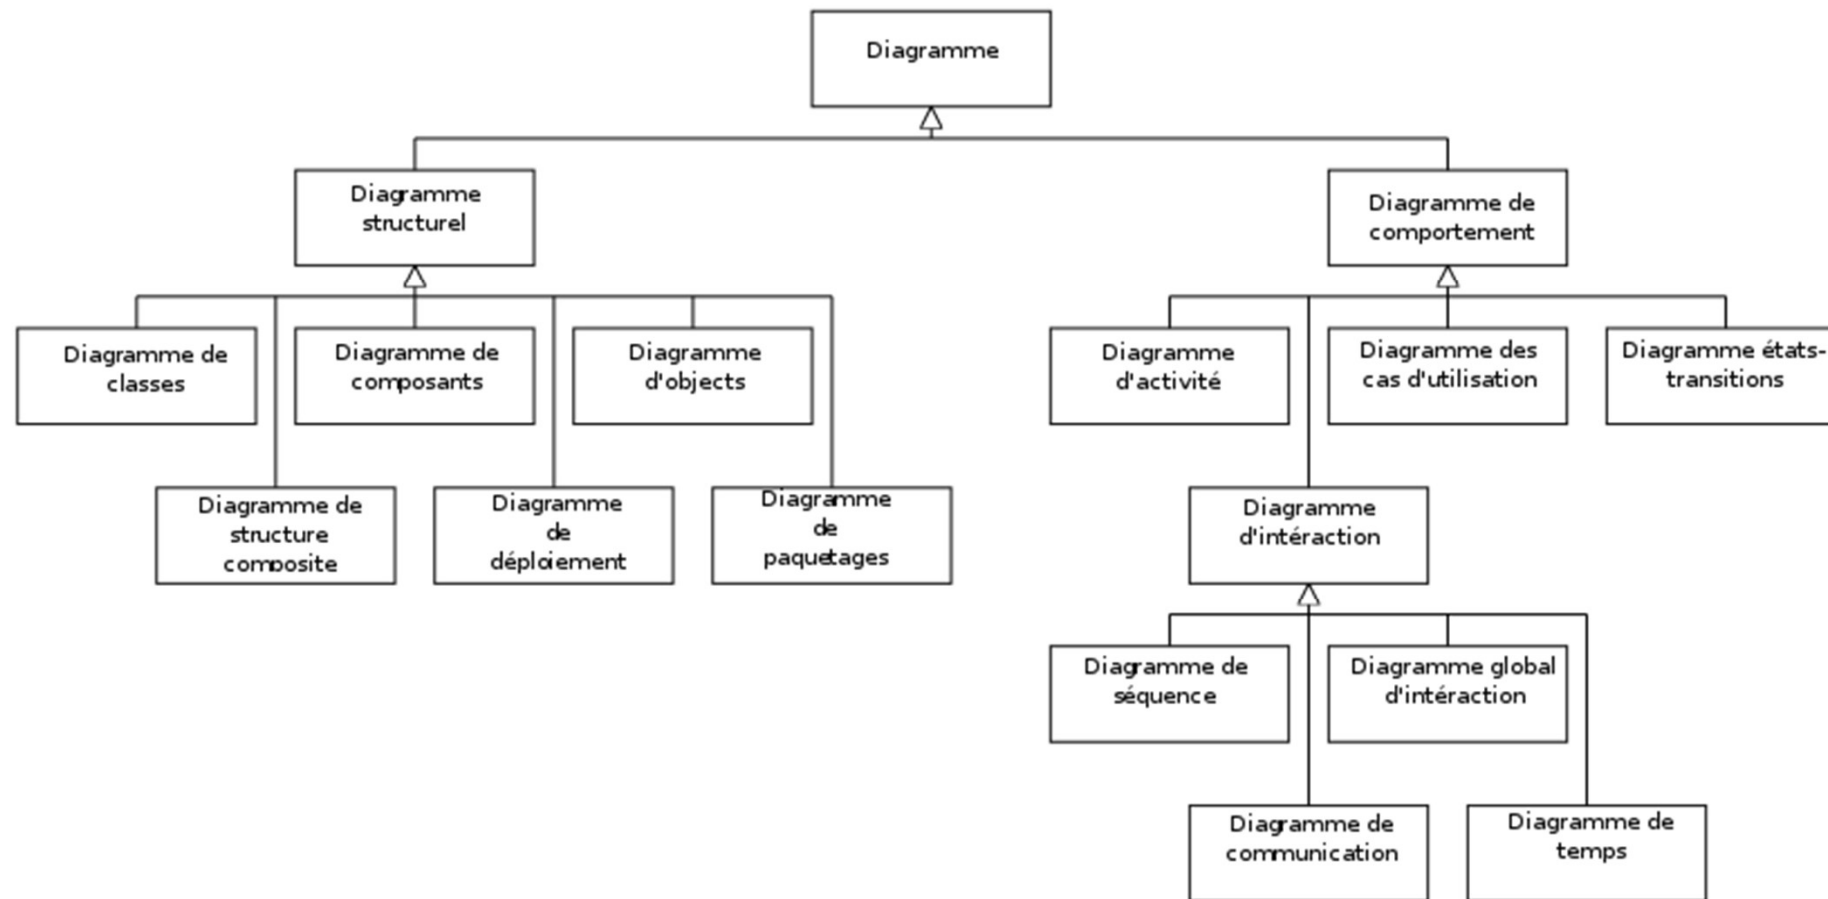 Diagramme
Diagramme
structurel
Diagramme de
comportement
Diagramme de
classes
Diagramme de
composants
Diagramme
d'objects
Diagramme
d'activité
Diagramme des
cas d'utilisation
Diagramme états-
transitions
Diagramme de
structure
composite
Diagramme
de
déploiement
Diagramme
de
paquetages
Diagramme
d'intéraction
Diagramme de
séquence
Diagramme global
d'intéraction
Diagramme de
communication
Diagramme de
temps